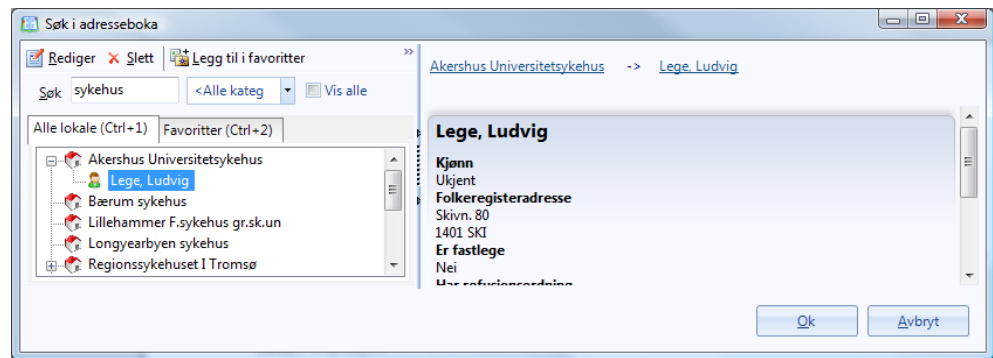 Søk i adresseboka
Rediger Slett Legg til i favoritter »
Søk sykehus <Alle kateg Vis alle
Alle lokale (Ctrl+1) Favoritter (Ctrl+2)
Akershus Universitetsykehus
Lege, Ludvig
Bærum sykehus
Lillehammer F.sykehus gr.sk.un
Longyearbyen sykehus
Regionssykehuset I Tromsø
Akershus Universitetsykehus -> Lege, Ludvig
Lege, Ludvig
Kjønn
Ukjent
Folkeregisteradresse
Skivn. 80
1401 SKI
Er fastlege
Nei
Har refusjonsordning
Ok Avbryt